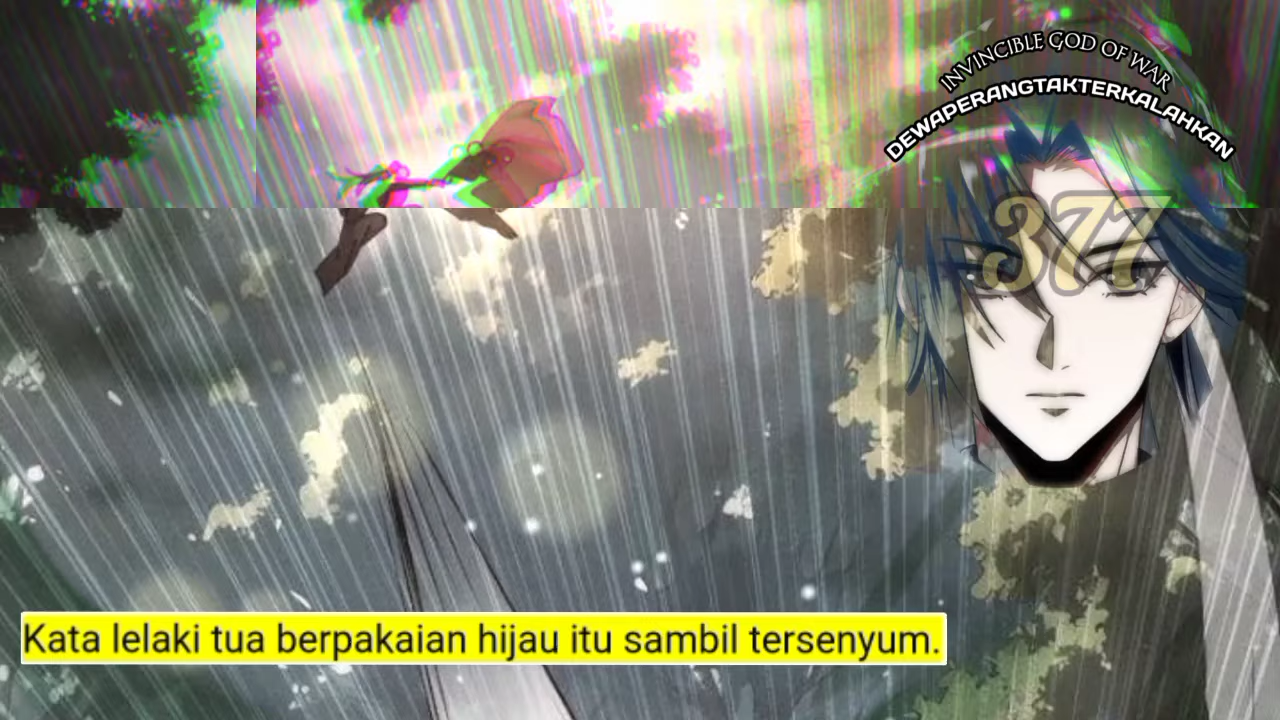 INVINCIBLE GOD OF WAR
DEWAPERANGTAKTERKALAHKAN
377
Kata lelaki tua berpakaian hijau itu sambil tersenyum.